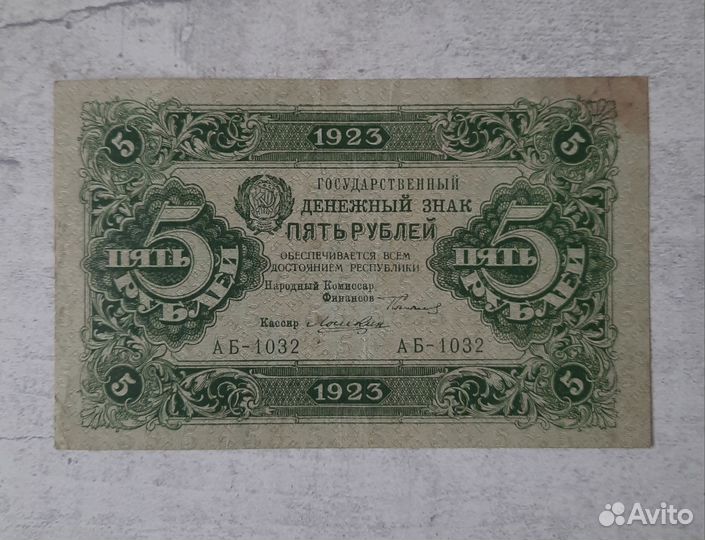 5 1923 5
ГОСУДАРСТВЕННЫЙ
ДЕНЕЖНЫЙ ЗНАК
ПЯТЬ РУБЛЕЙ
ОБЕСПЕЧИВАЕТСЯ ВСЕМ
ДОСТОЯНИЕМ РЕСПУБЛИКИ
5 ПЯТЬ РУБЛЕЙ
5 ПЯТЬ РУБЛЕЙ
Народный Комиссар
Финансов
Кассир
АБ-1032 АБ-1032
5 1923 5
Avito